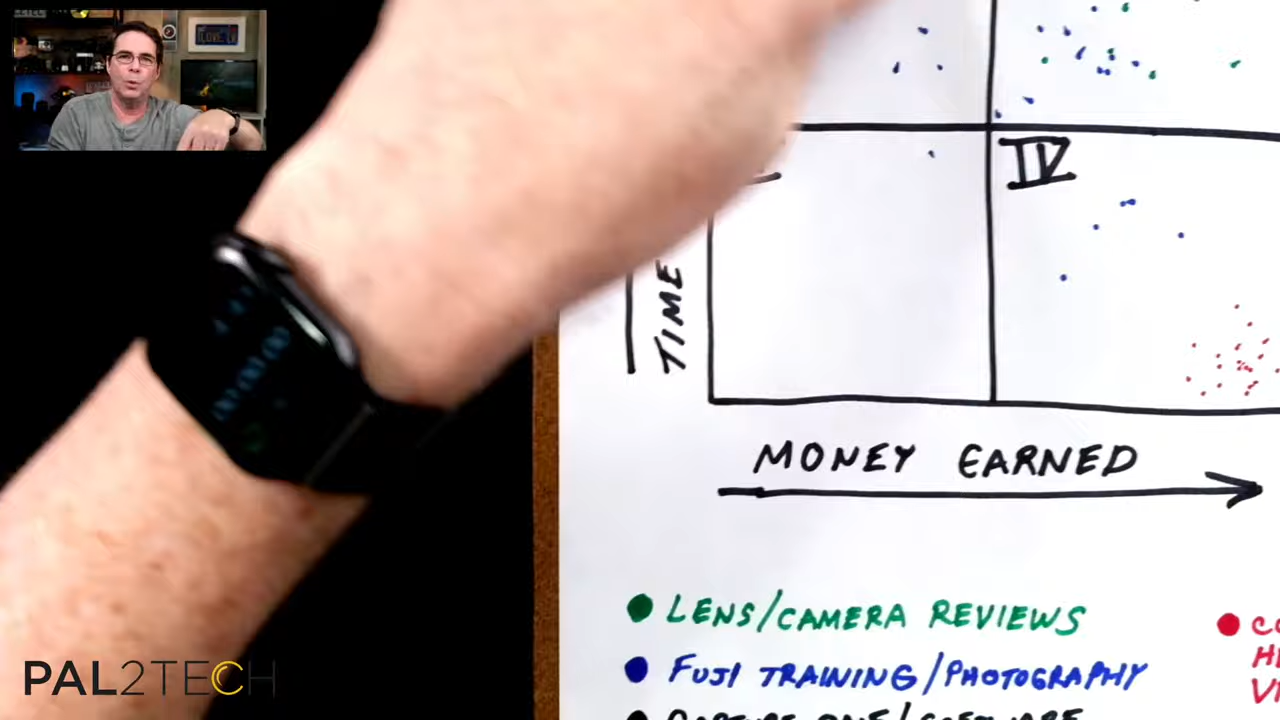 IV
TIME
MONEY EARNED
LENS/CAMERA REVIEWS
FUJI TRAINING/PHOTOGRAPHY
PAL2TECH